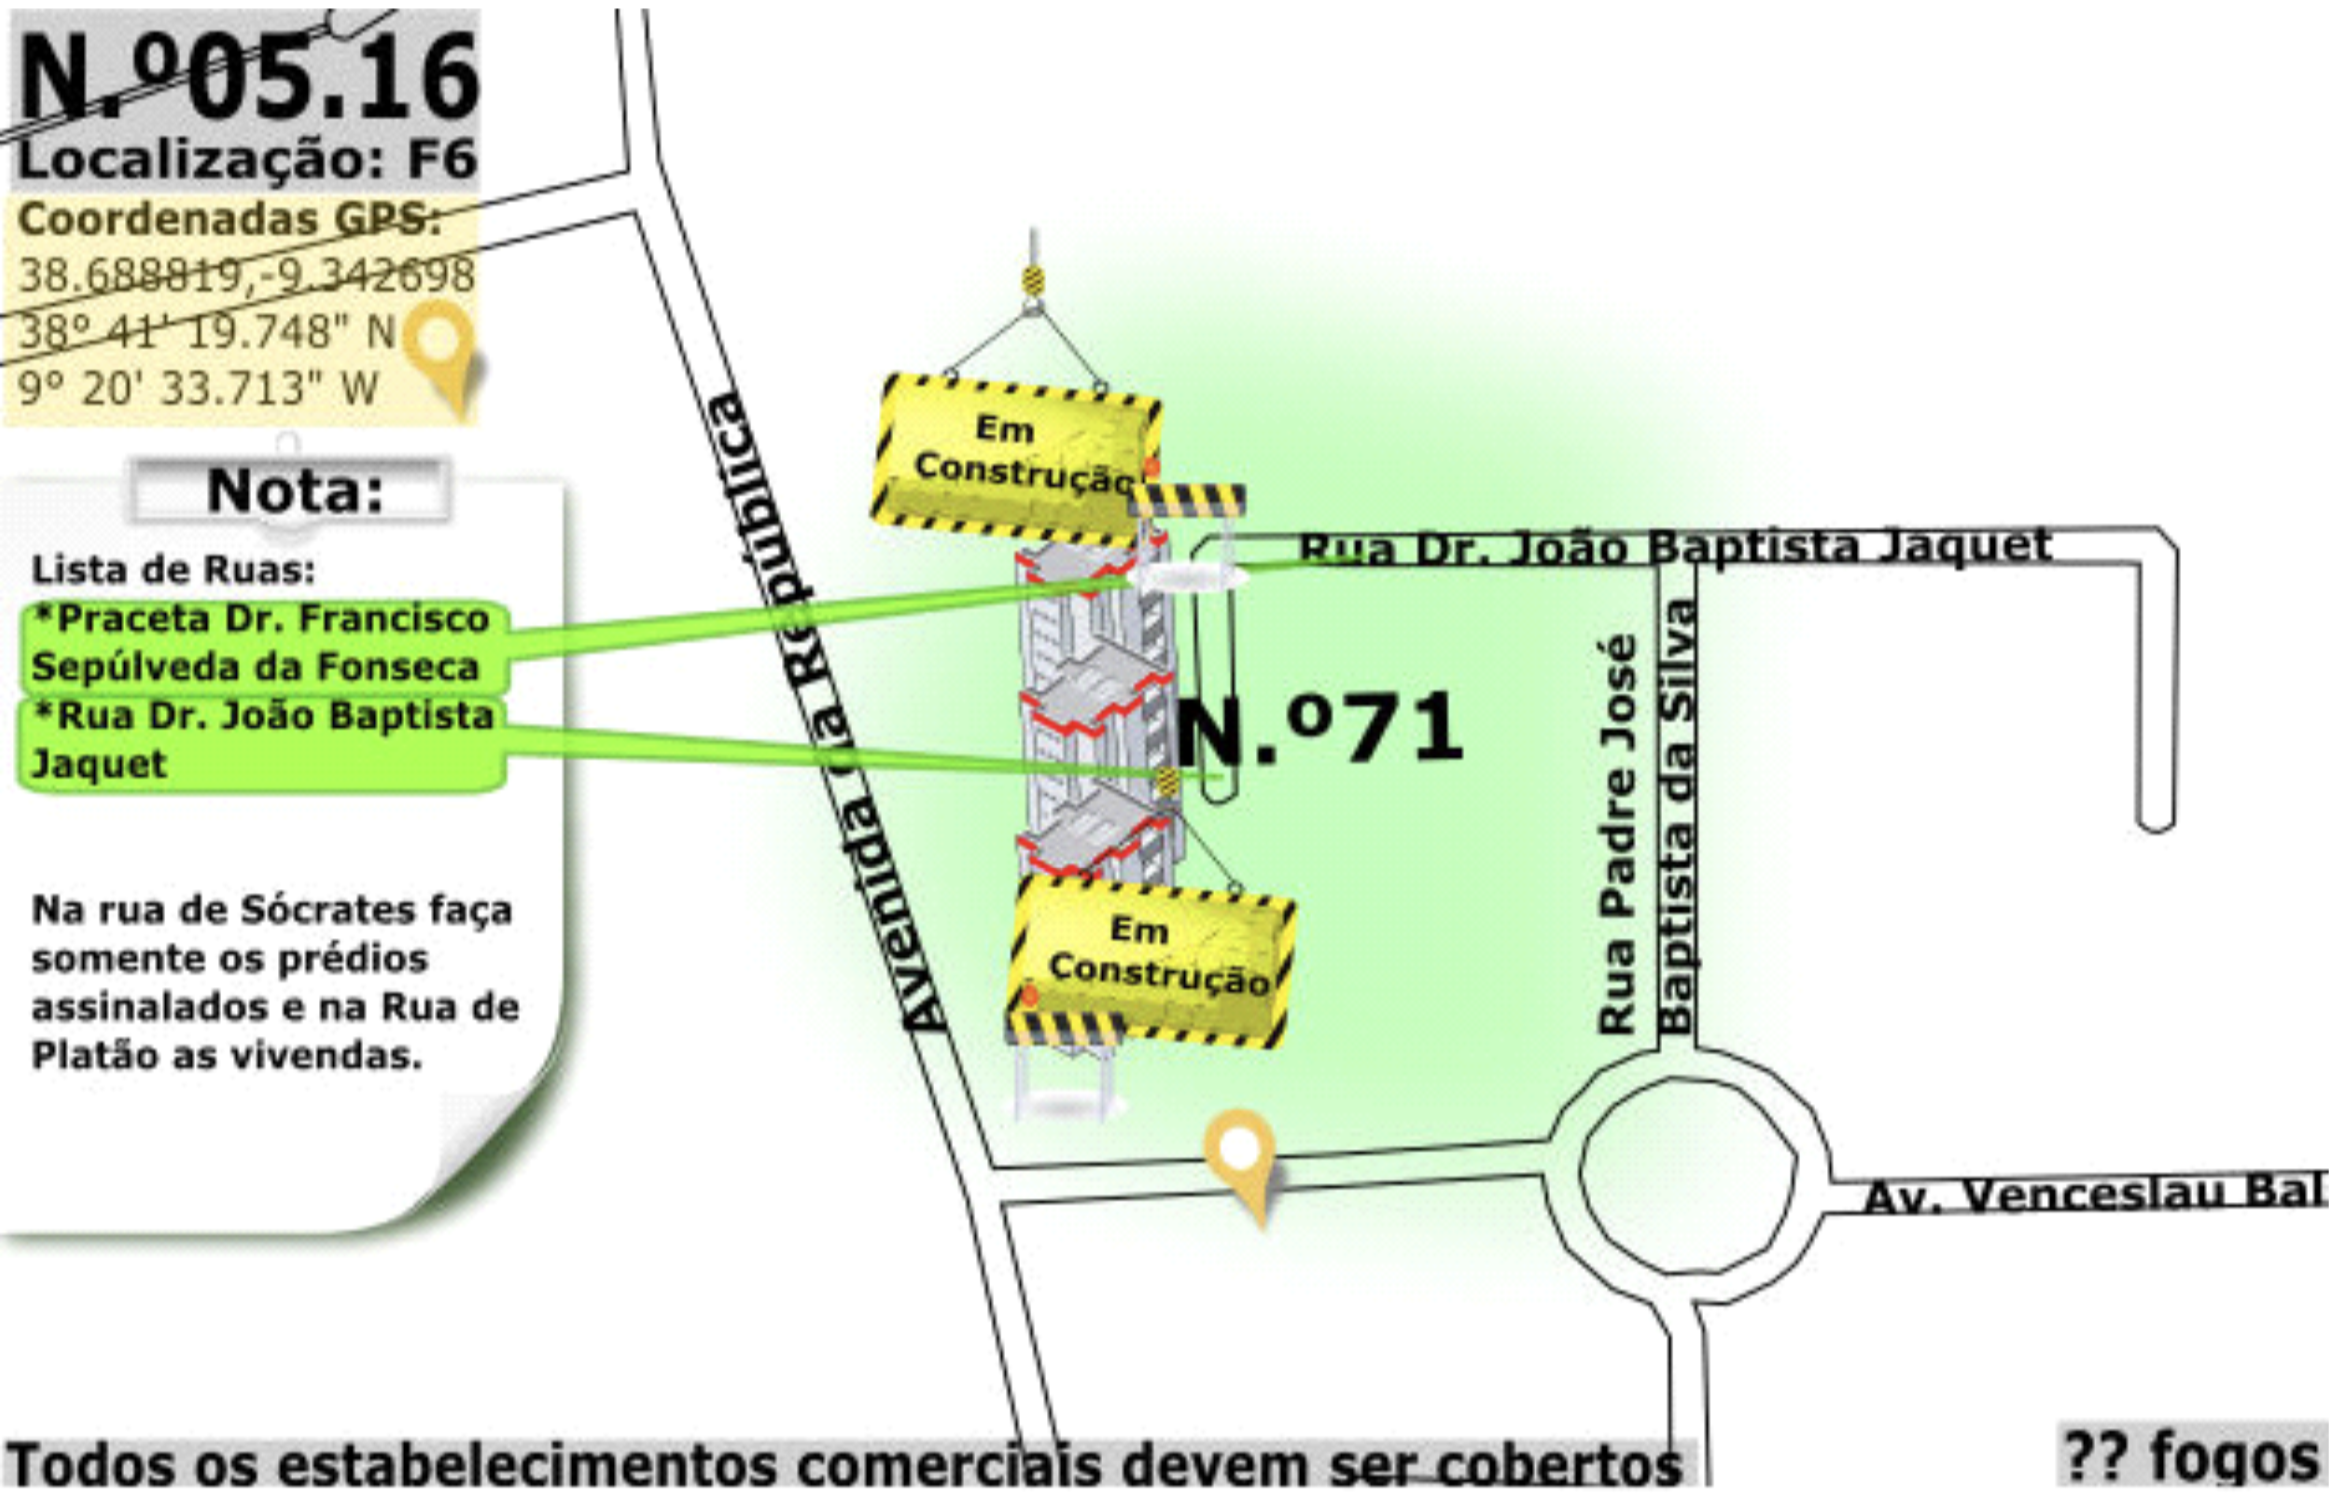 N.º05.16
Localização: F6
Coordenadas GPS:
38.688819,-9.342698
38º 41' 19.748" N
9º 20' 33.713" W
Nota:
Lista de Ruas:
*Praceta Dr. Francisco
Sepúlveda da Fonseca
*Rua Dr. João Baptista
Jaquet
Na rua de Sócrates faça
somente os prédios
assinalados e na Rua de
Platão as vivendas.
Avenida da República
Em
Construção
Rua Dr. João Baptista Jaquet
N.º71
Rua Padre José
Baptista da Silva
Em
Construção
Av. Venceslau Bal
Todos os estabelecimentos comerciais devem ser cobertos
?? fogos